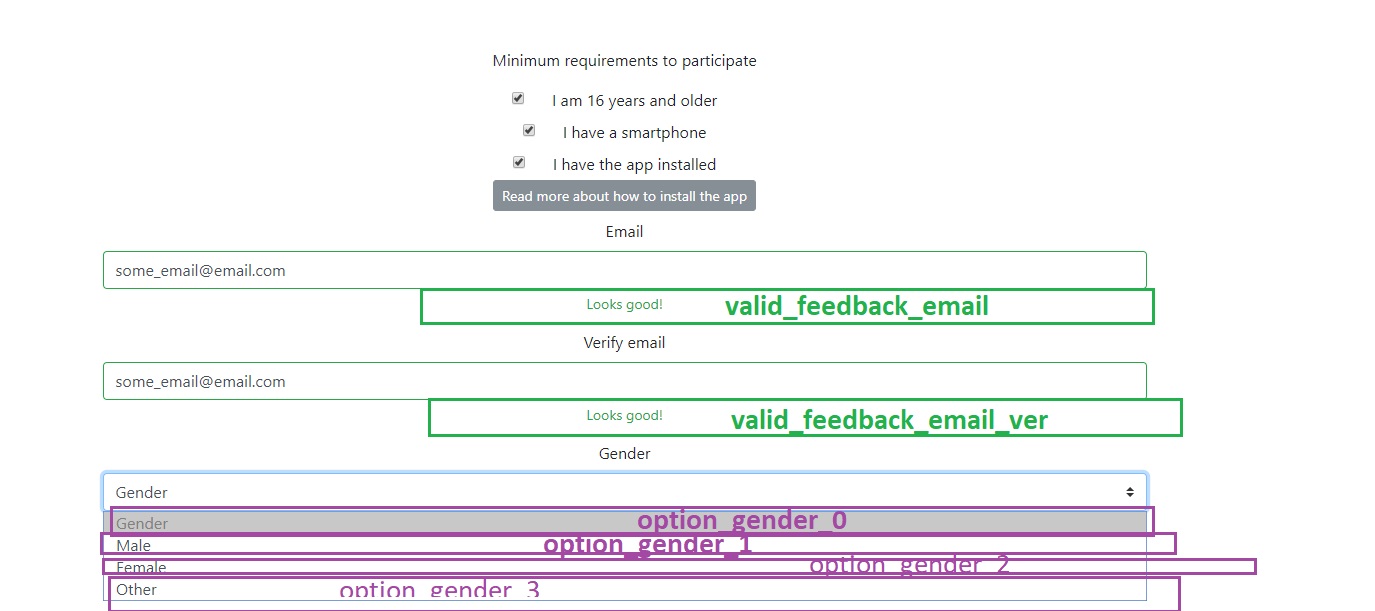 Minimum requirements to participate
I am 16 years and older
I have a smartphone
I have the app installed
Read more about how to install the app
Email
some_email@email.com
Looks good! valid_feedback_email
Verify email
some_email@email.com
Looks good! valid_feedback_email_ver
Gender
Gender
Gender option_gender_0
Male option_gender_1
Female option_gender_2
Other option_gender_3